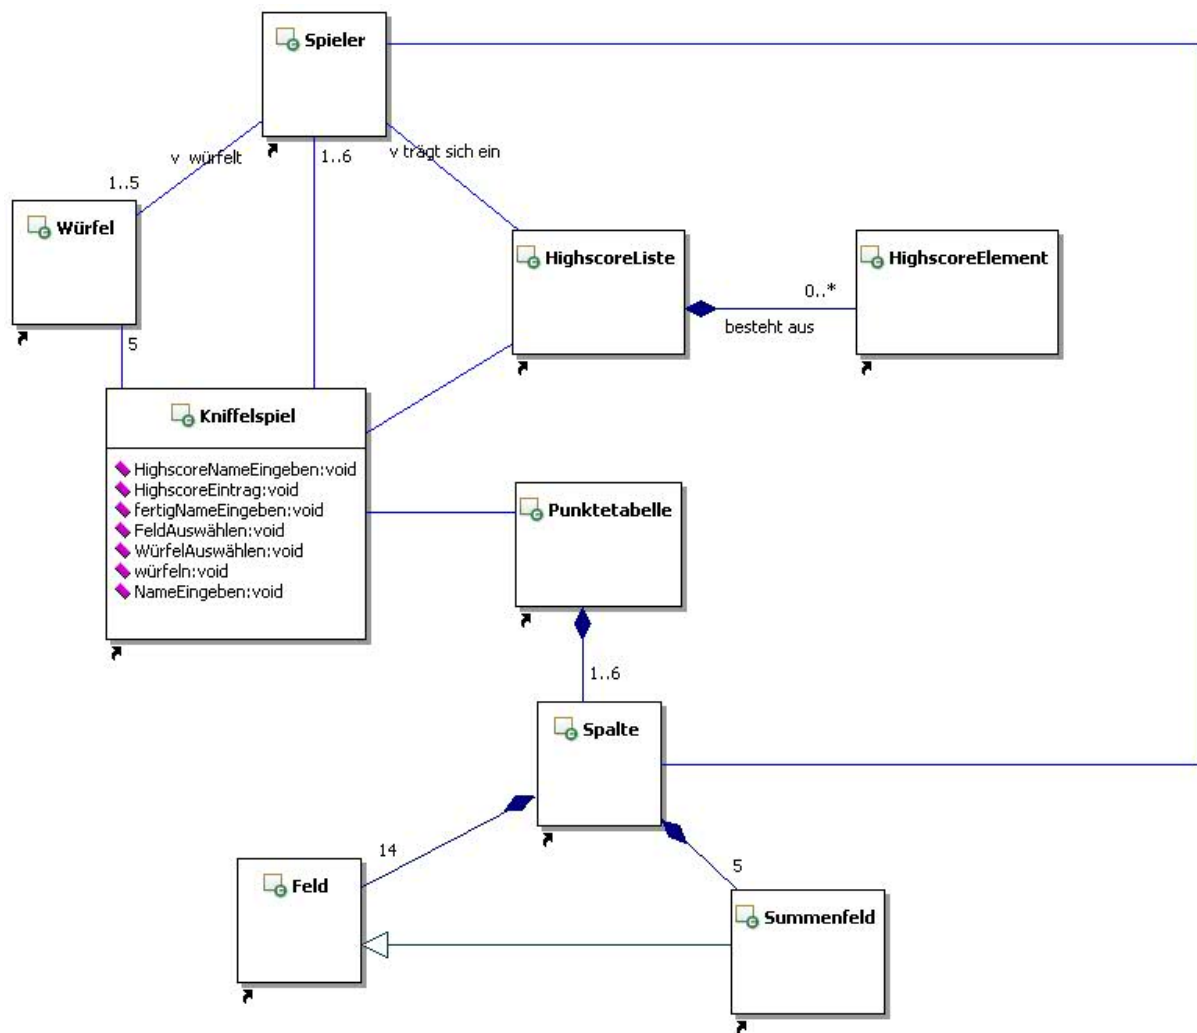 Spieler
v würfelt
1..6
v trägt sich ein
1..5
Würfel
5
HighscoreListe
HighscoreElement
0..*
besteht aus
Kniffelspiel
HighscoreNameEingeben:void
HighscoreEintrag:void
fertigNameEingeben:void
FeldAuswählen:void
WürfelAuswählen:void
würfeln:void
NameEingeben:void
Punktetabelle
1..6
Spalte
14
5
Feld
Summenfeld